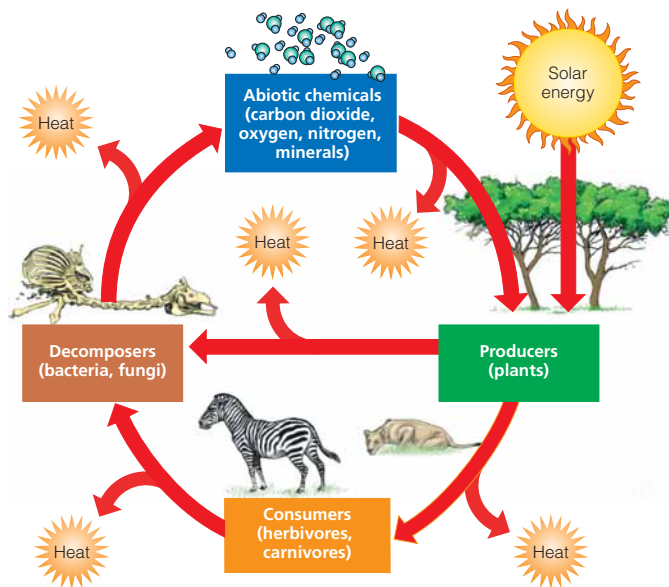 Abiotic chemicals
(carbon dioxide,
oxygen, nitrogen,
minerals)
Solar
energy
Heat
Heat
Heat
Decomposers
(bacteria, fungi)
Producers
(plants)
Consumers
(herbivores,
carnivores)
Heat
Heat